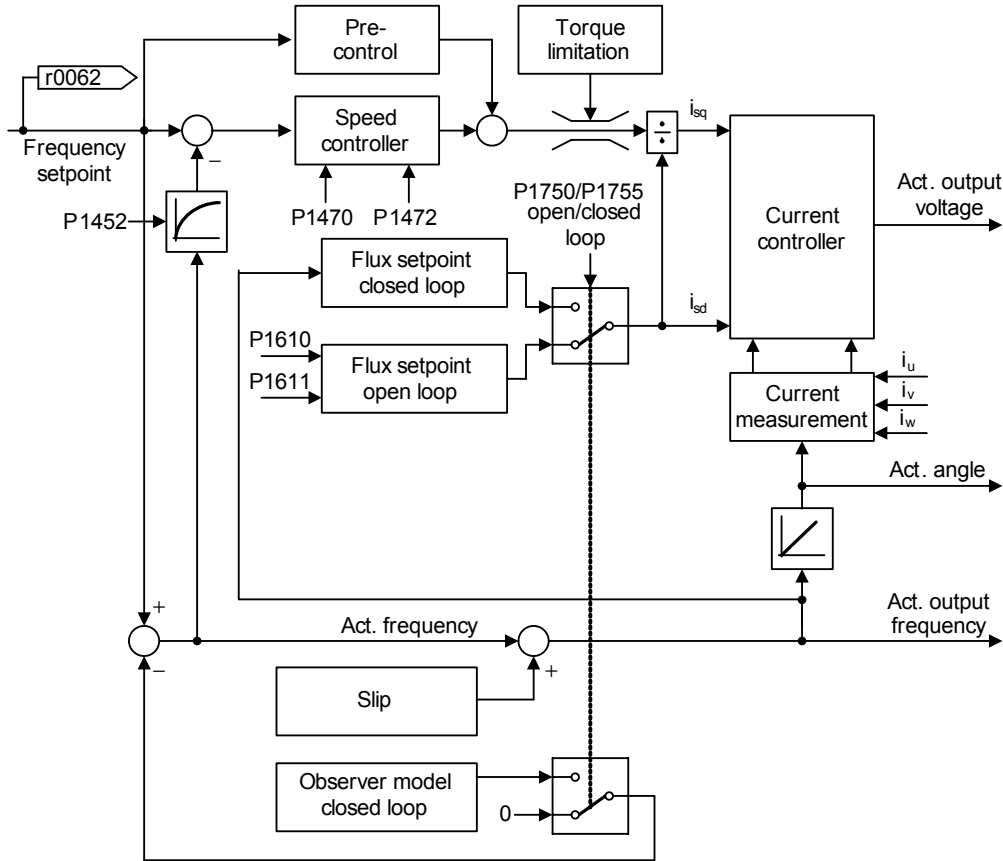 Pre-
control
Torque
limitation
r0062
Frequency
setpoint
–
Speed
controller
÷
isq
Current
controller
Act. output
voltage
P1452
P1470
P1472
P1750/P1755
open/closed
loop
Flux setpoint
closed loop
isd
P1610
P1611
Flux setpoint
open loop
Current
measurement
iu
iv
iw
Act. angle
+
–
Act. frequency
+
Act. output
frequency
Slip
Observer model
closed loop
0